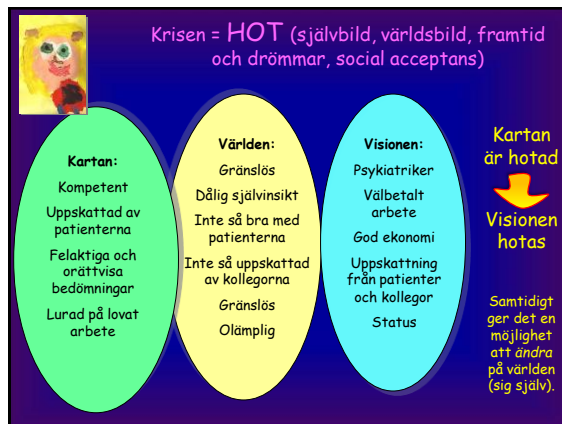 Krisen = HOT (självbild, världsbild, framtid
och drömmar, social acceptans)
Kartan:
Kompetent
Uppskattad av
patienterna
Felaktiga och
orättvisa
bedömningar
Lurad på lovat
arbete
Världen:
Gränslös
Dålig självinsikt
Inte så bra med
patienterna
Inte så uppskattad
av kollegorna
Gränslös
Olämplig
Visionen:
Psykiatriker
Välbetalt
arbete
God ekonomi
Uppskattning
från patienter
och kollegor
Status
Kartan
är hotad
Visionen
hotas
Samtidigt
ger det en
möjlighet
att ändra
på världen
(sig själv).